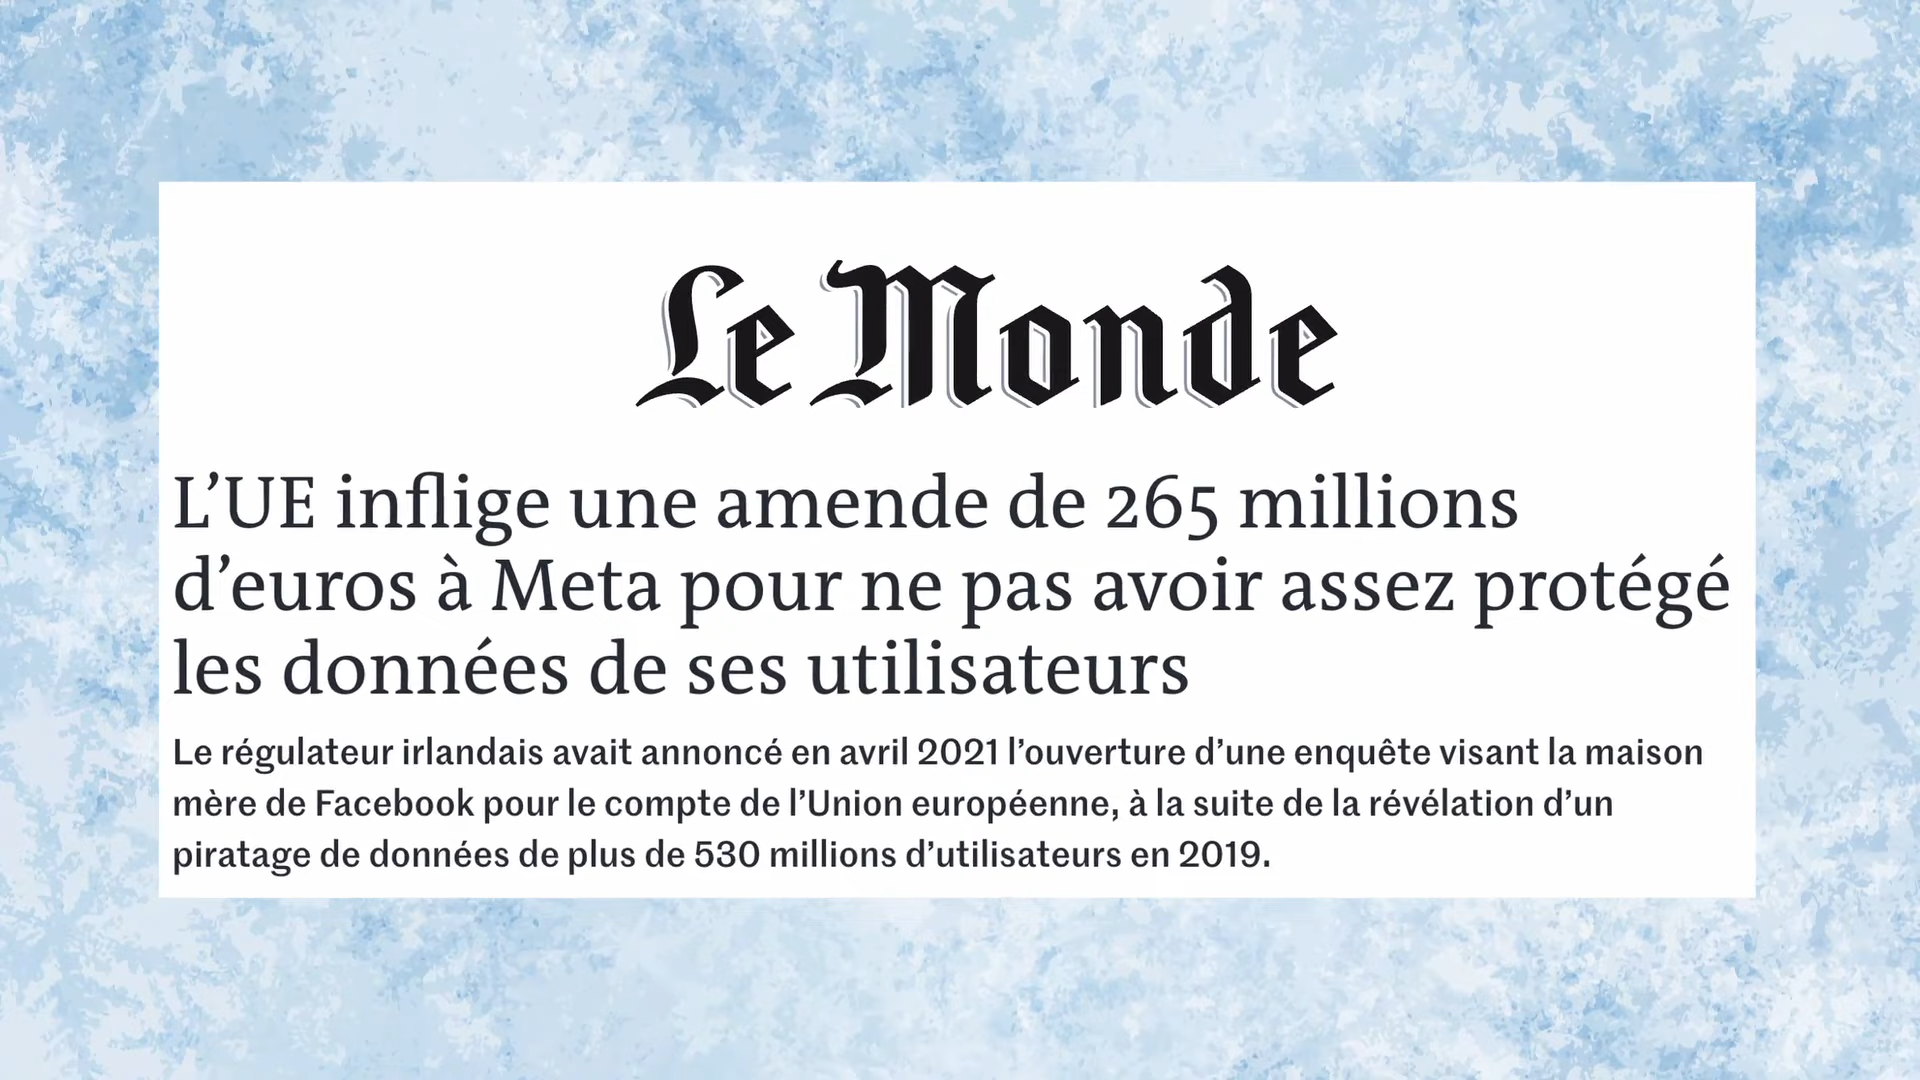 Le Monde
L’UE inflige une amende de 265 millions
d’euros à Meta pour ne pas avoir assez protégé
les données de ses utilisateurs
Le régulateur irlandais avait annoncé en avril 2021 l’ouverture d’une enquête visant la maison
mère de Facebook pour le compte de l’Union européenne, à la suite de la révélation d’un
piratage de données de plus de 530 millions d’utilisateurs en 2019.